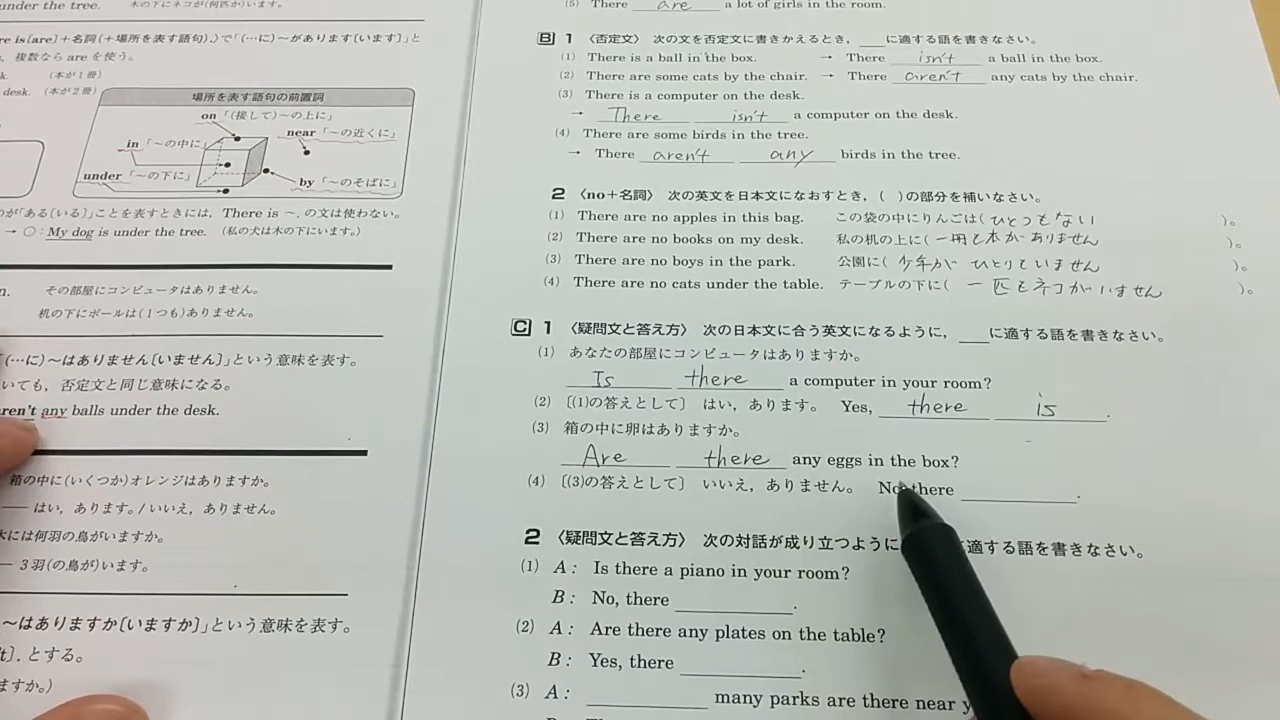 under the tree. 木の下にネコが(何匹か)います。
re is(are)+名詞(+場所を表す語句).)で「(…に)~があります〔います〕」と
複数なら are を使う。
k. (本が1冊)
desk. (本が2冊)
場所を表す語句の前置詞
on「(接して)~の上に」
near「~の近くに」
in「~の中に」
under「~の下に」
by「~のそばに」
が「ある〔いる〕」ことを表すときには, There is ~. の文は使わない。
→ ○: My dog is under the tree. (私の犬は木の下にいます。)
n. その部屋にコンピュータはありません。
机の下にボールは(1つも)ありません。
「(…に)~はありません〔いません〕」という意味を表す。
いても, 否定文と同じ意味になる。
ren't any balls under the desk.
箱の中に(いくつか)オレンジはありますか。
—— はい, あります。/ いいえ, ありません。
木には何羽の鳥がいますか。
—— 3羽(の鳥が)います。
~はありますか〔いますか〕」という意味を表す。
t〕. とする。
ますか。)
(5) There are a lot of girls in the room.
B 1 〈否定文〉 次の文を否定文に書きかえるとき, ___に適する語を書きなさい。
(1) There is a ball in the box. → There isn't a ball in the box.
(2) There are some cats by the chair. → There aren't any cats by the chair.
(3) There is a computer on the desk.
→ There isn't a computer on the desk.
(4) There are some birds in the tree.
→ There aren't any birds in the tree.
2 〈no+名詞〉 次の英文を日本文になおすとき, ( )の部分を補いなさい。
(1) There are no apples in this bag. この袋の中にりんごは(ひとつもない)。
(2) There are no books on my desk. 私の机の上に(一冊も本がありません)。
(3) There are no boys in the park. 公園に(少年が ひとりもいません)。
(4) There are no cats under the table. テーブルの下に(一匹もネコがいません)。
C 1 〈疑問文と答え方〉 次の日本文に合う英文になるように, ___に適する語を書きなさい。
(1) あなたの部屋にコンピュータはありますか。
Is there a computer in your room?
(2) 〔(1)の答えとして〕 はい, あります。 Yes, there is.
(3) 箱の中に卵はありますか。
Are there any eggs in the box?
(4) 〔(3)の答えとして〕 いいえ, ありません。 No, there ___.
2 〈疑問文と答え方〉 次の対話が成り立つように 適する語を書きなさい。
(1) A: Is there a piano in your room?
B: No, there ___.
(2) A: Are there any plates on the table?
B: Yes, there ___.
(3) A: ___ many parks are there near